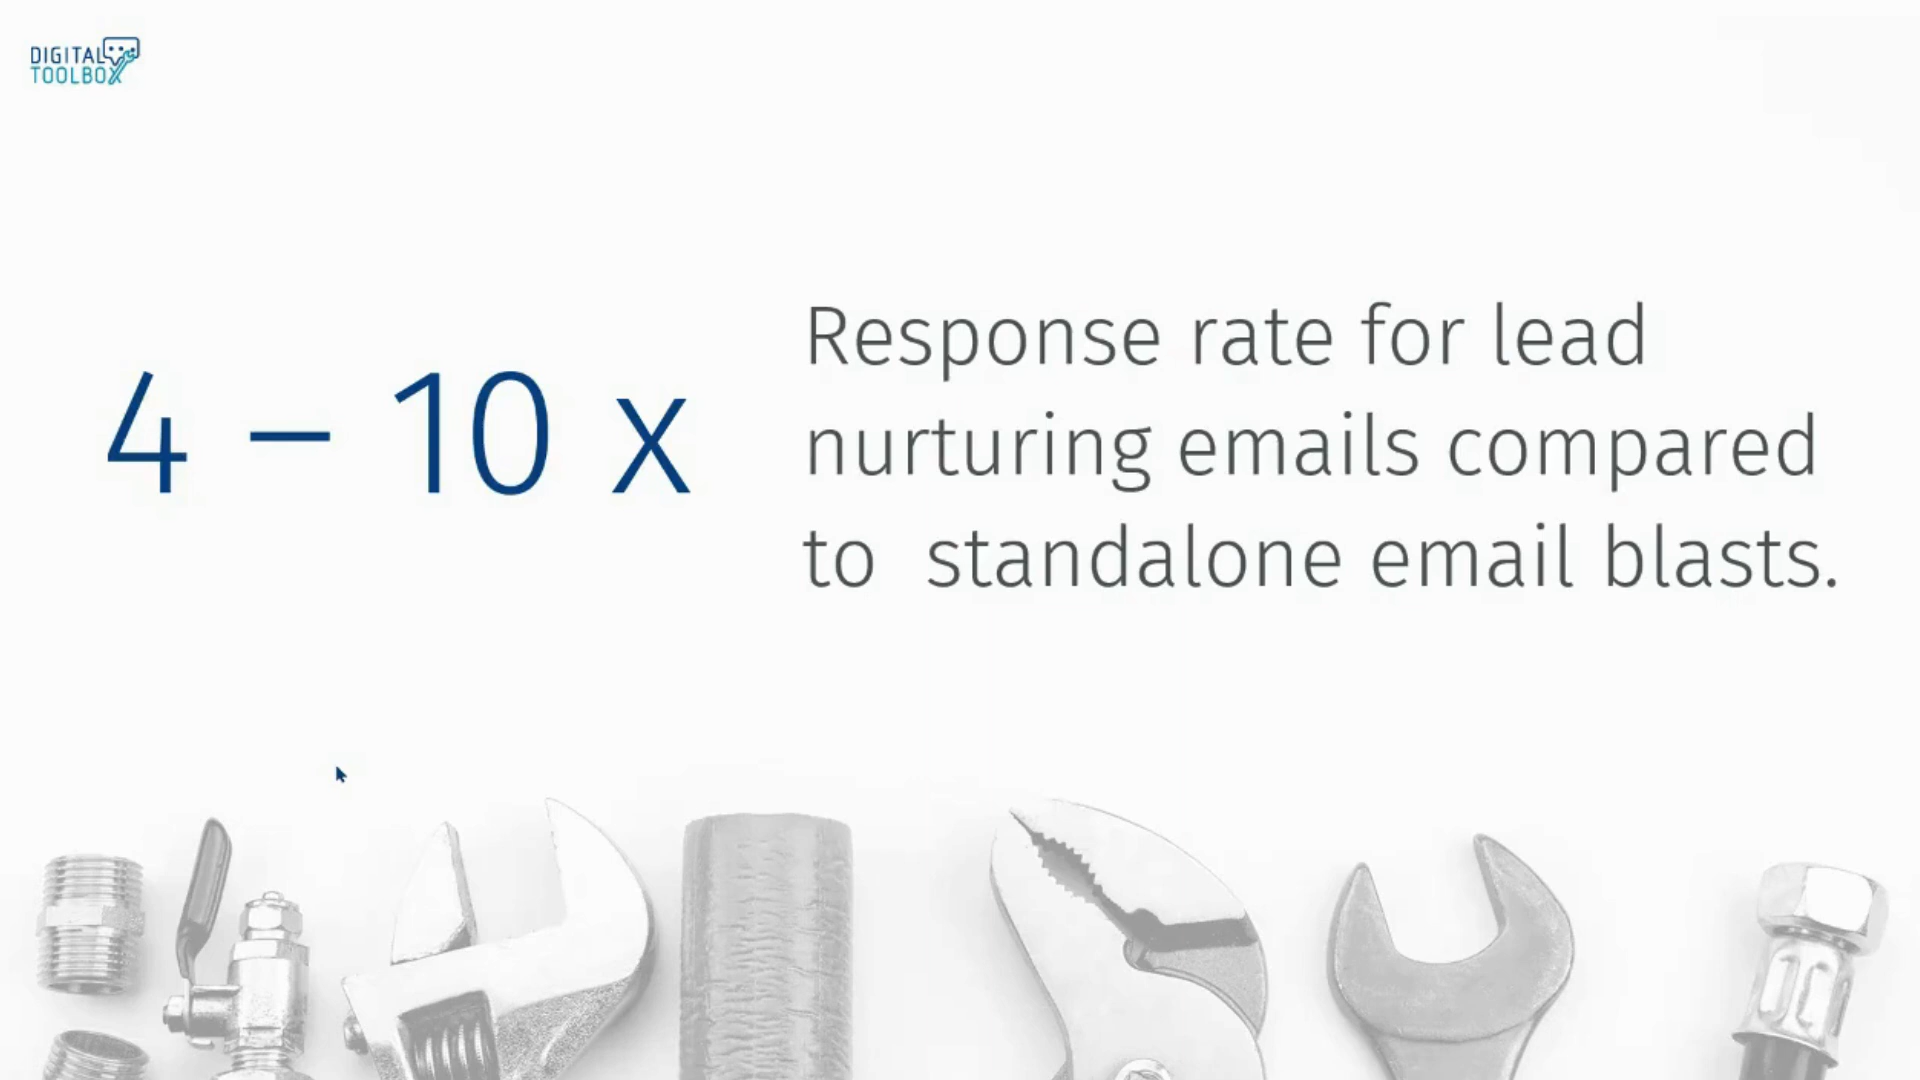 DIGITAL
TOOLBOX
4 – 10 x
Response rate for lead
nurturing emails compared
to standalone email blasts.